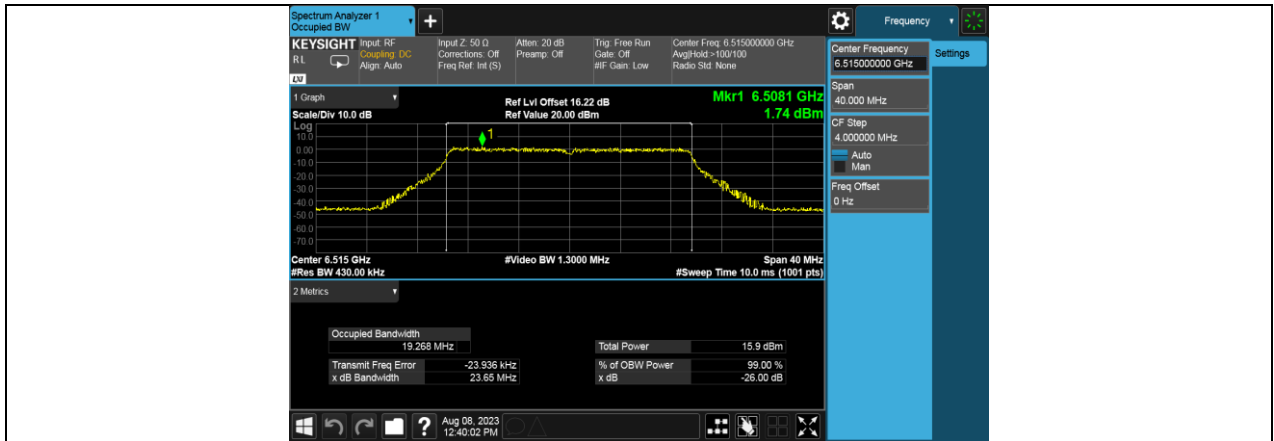 Spectrum Analyzer 1
Occupied BW
Frequency
KEYSIGHT
RL
LXI
Input: RF
Coupling: DC
Align: Auto
Input Z: 50 Ω
Corrections: Off
Freq Ref: Int (S)
Atten: 20 dB
Preamp: Off
Trig: Free Run
Gate: Off
#IF Gain: Low
Center Freq: 6.515000000 GHz
Avg|Hold:>100/100
Radio Std: None
Center Frequency
6.515000000 GHz
Settings
Span
40.000 MHz
CF Step
4.000000 MHz
Auto
Man
Freq Offset
0 Hz
1 Graph
Ref Lvl Offset 16.22 dB
Mkr1 6.5081 GHz
Scale/Div 10.0 dB
Ref Value 20.00 dBm
1.74 dBm
Log
10.0
0.00
-10.0
-20.0
-30.0
-40.0
-50.0
-60.0
-70.0
1
Center 6.515 GHz
#Video BW 1.3000 MHz
Span 40 MHz
#Res BW 430.00 kHz
#Sweep Time 10.0 ms (1001 pts)
2 Metrics
Occupied Bandwidth
19.268 MHz
Total Power 15.9 dBm
Transmit Freq Error -23.936 kHz
% of OBW Power 99.00 %
x dB Bandwidth 23.65 MHz
x dB -26.00 dB
?
Aug 08, 2023
12:40:02 PM